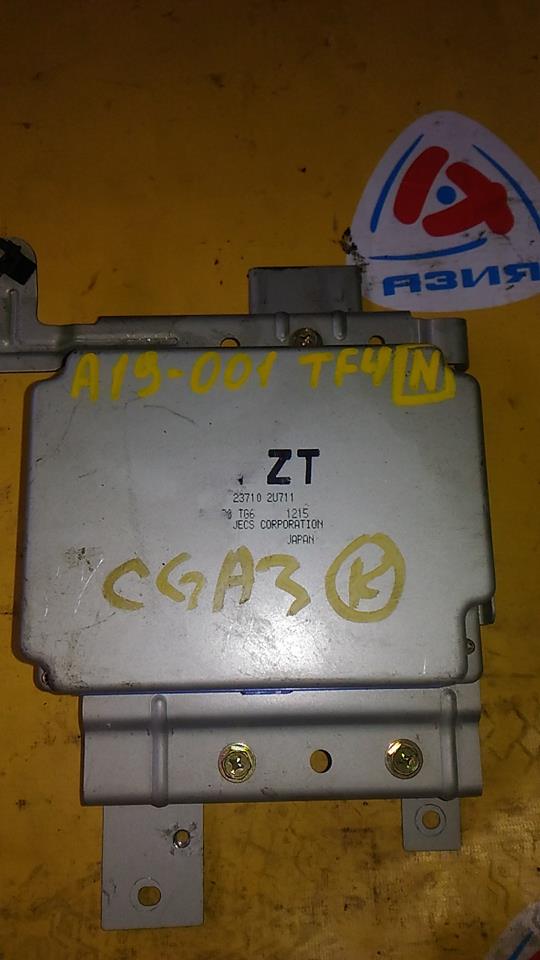 АЗИЯ
A19-001 TF4 N
ZT
23710 2U711
TG6 1215
JECS CORPORATION
JAPAN
CGA3 K